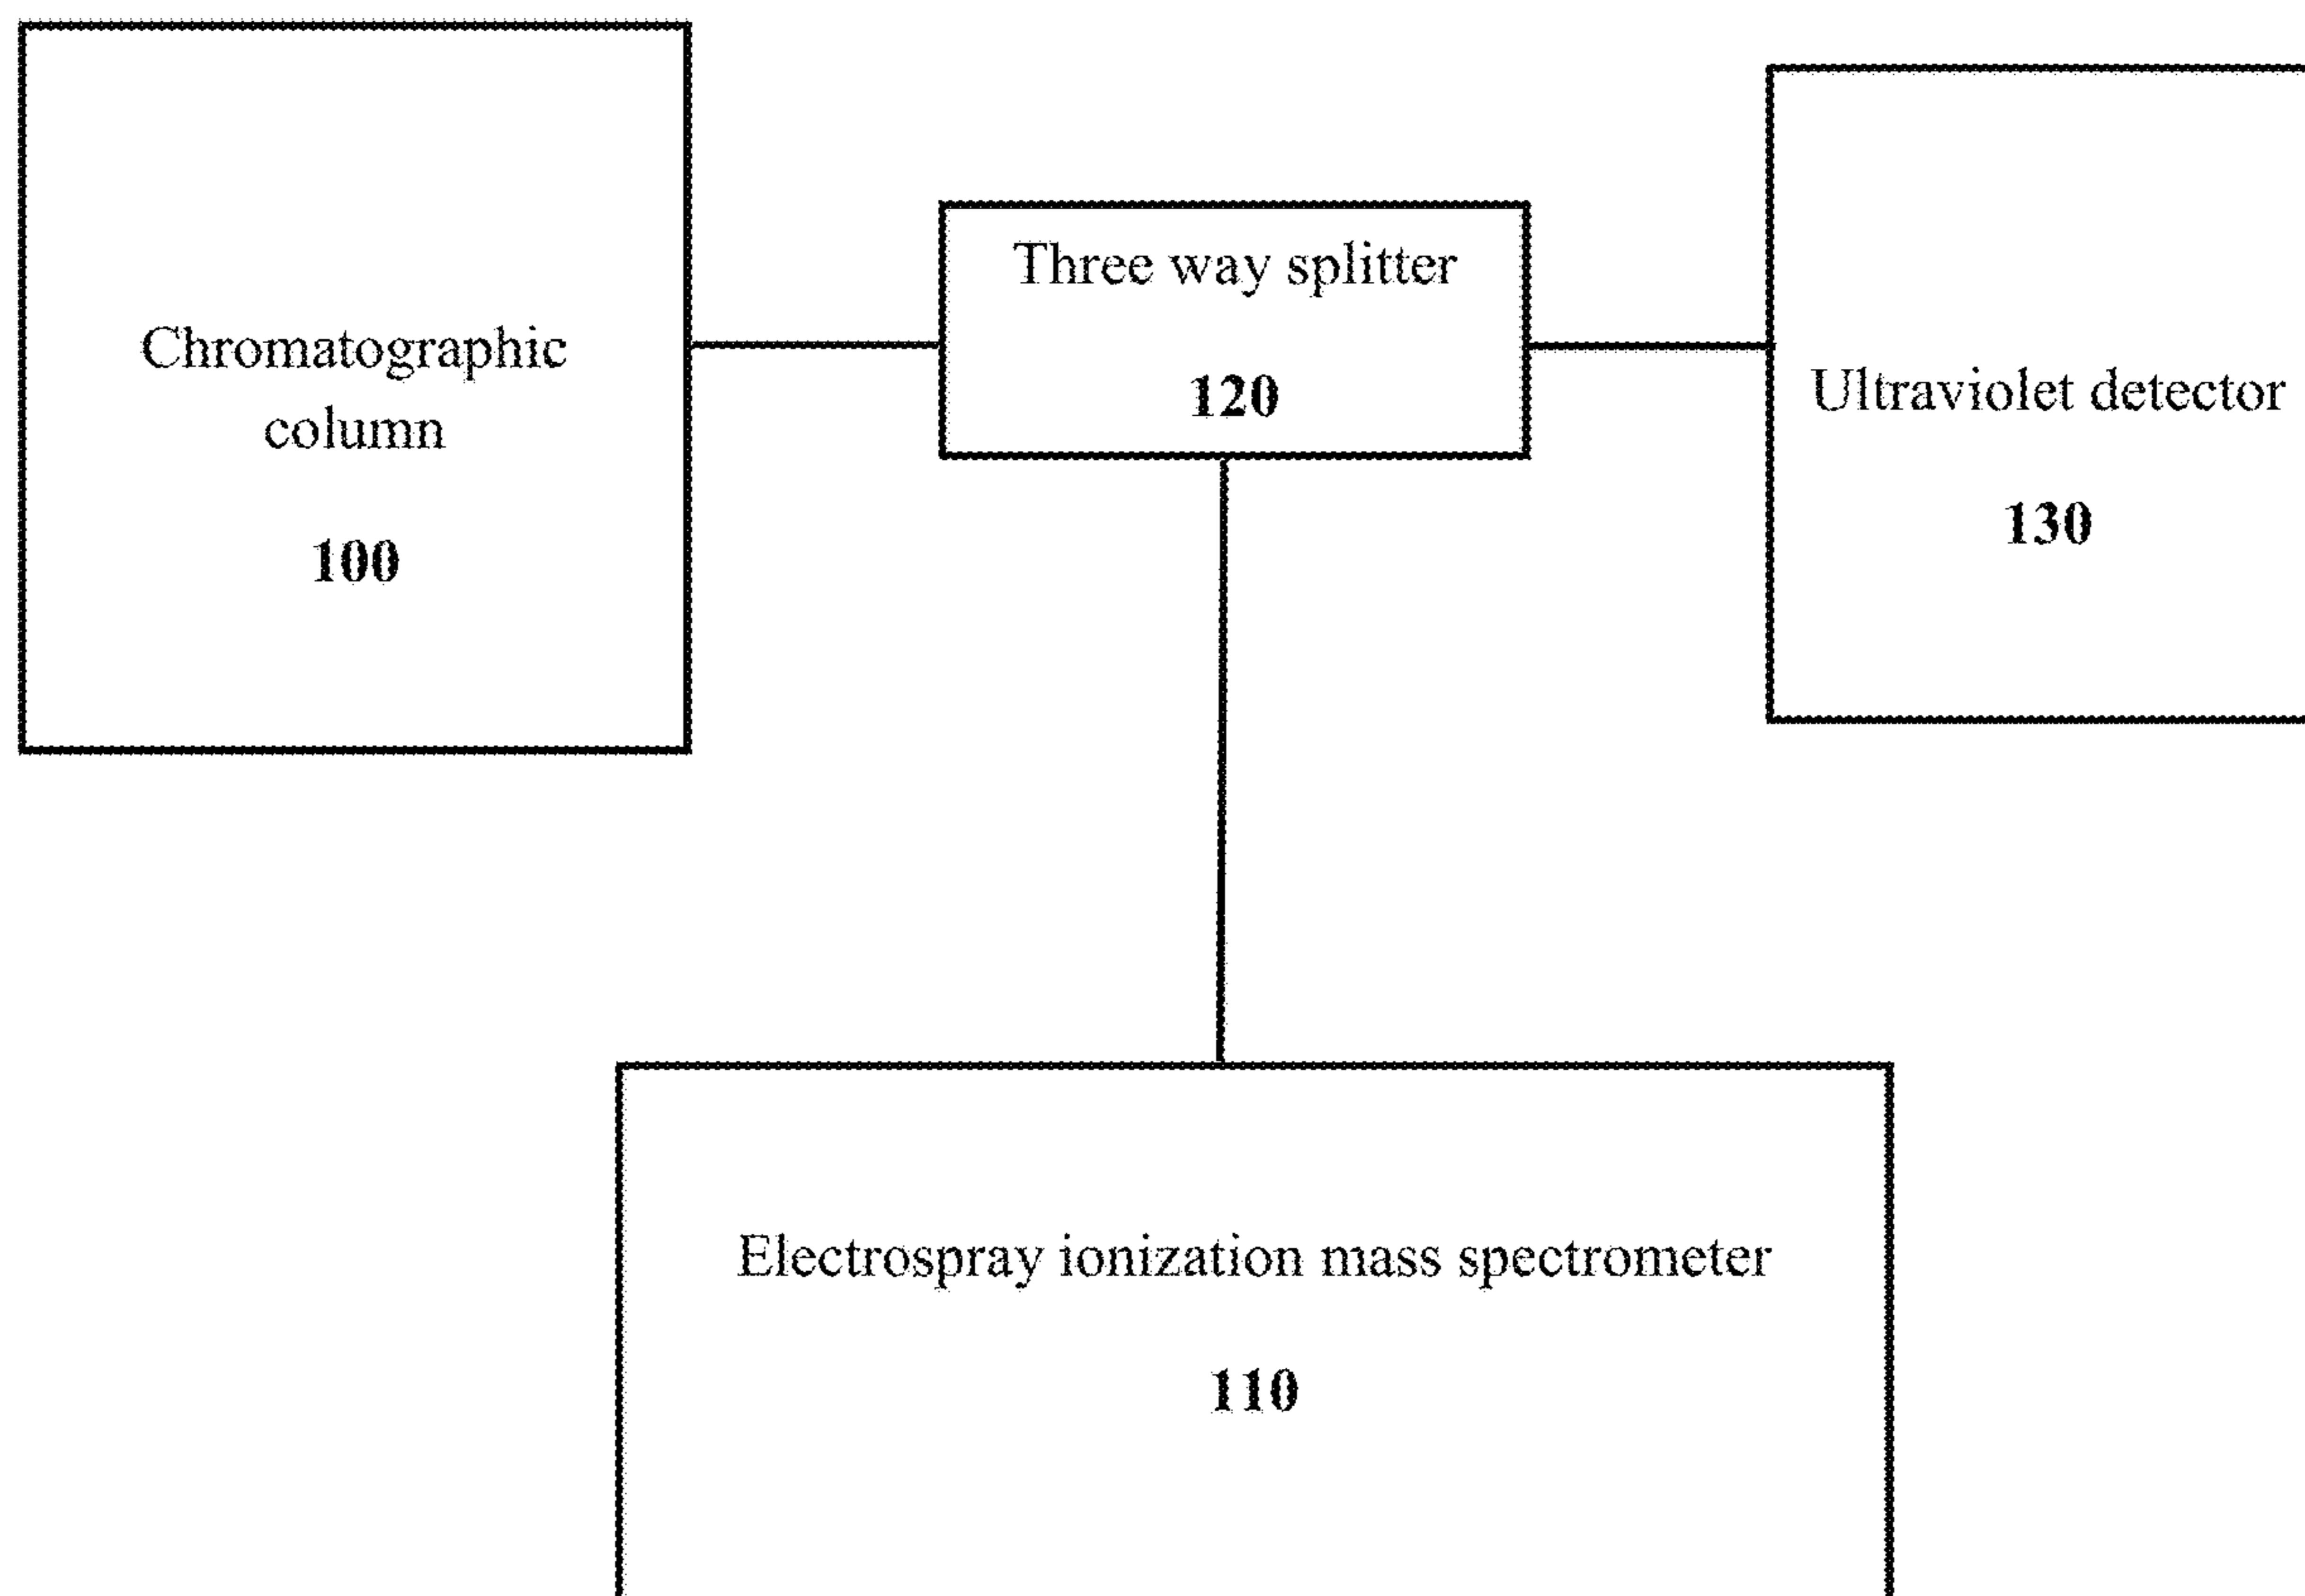 Chromatographic
column
100
Three way splitter
120
Ultraviolet detector
130
Electrospray ionization mass spectrometer
110